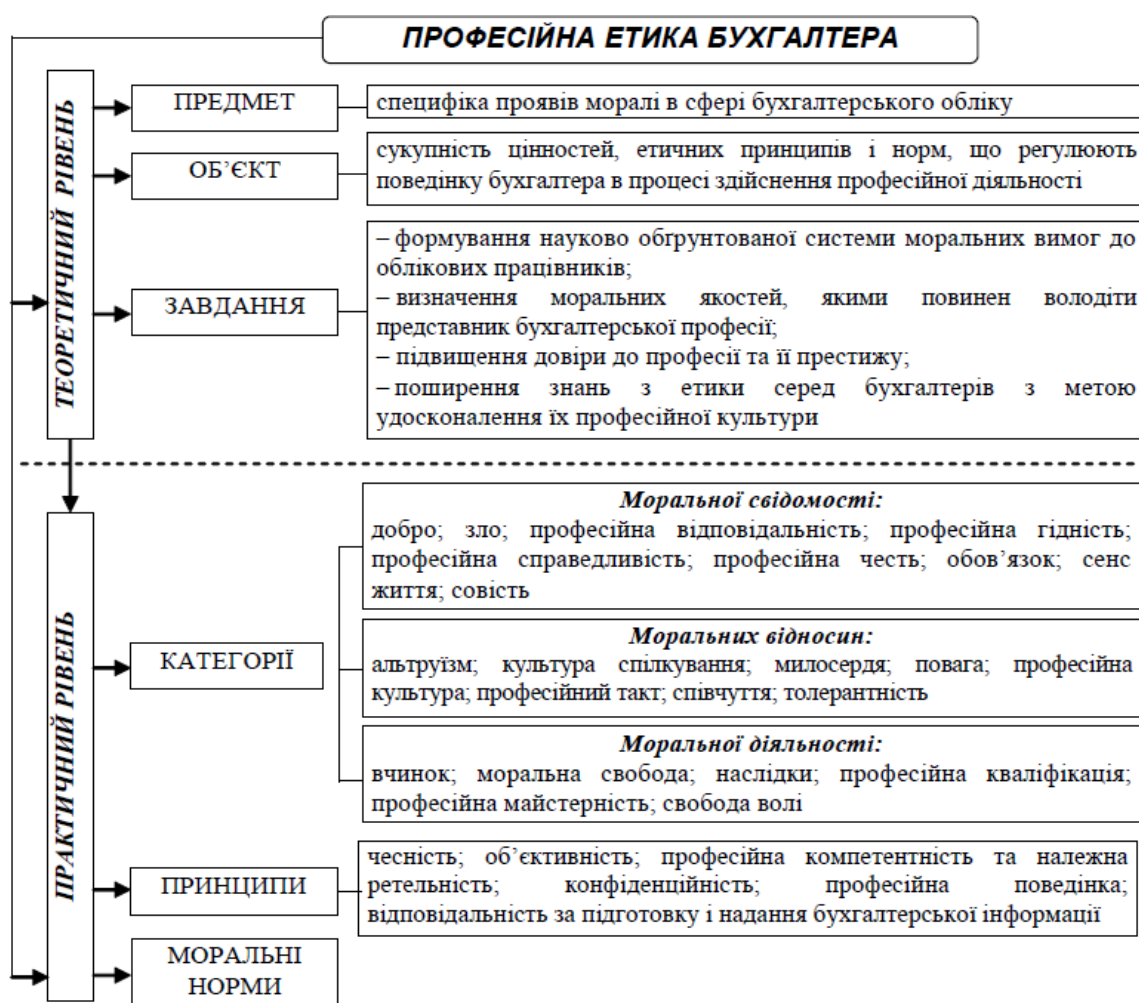 ПРОФЕСІЙНА ЕТИКА БУХГАЛТЕРА
ТЕОРЕТИЧНИЙ РІВЕНЬ
ПРЕДМЕТ
специфіка проявів моралі в сфері бухгалтерського обліку
ОБ’ЄКТ
сукупність цінностей, етичних принципів і норм, що регулюють
поведінку бухгалтера в процесі здійснення професійної діяльності
ЗАВДАННЯ
– формування науково обґрунтованої системи моральних вимог до
облікових працівників;
– визначення моральних якостей, якими повинен володіти
представник бухгалтерської професії;
– підвищення довіри до професії та її престижу;
– поширення знань з етики серед бухгалтерів з метою
удосконалення їх професійної культури
ПРАКТИЧНИЙ РІВЕНЬ
КАТЕГОРІЇ
Моральної свідомості:
добро; зло; професійна відповідальність; професійна гідність;
професійна справедливість; професійна честь; обов’язок; сенс
життя; совість
Моральних відносин:
альтруїзм; культура спілкування; милосердя; повага; професійна
культура; професійний такт; співчуття; толерантність
Моральної діяльності:
вчинок; моральна свобода; наслідки; професійна кваліфікація;
професійна майстерність; свобода волі
ПРИНЦИПИ
чесність; об’єктивність; професійна компетентність та належна
ретельність; конфіденційність; професійна поведінка;
відповідальність за підготовку і надання бухгалтерської інформації
МОРАЛЬНІ
НОРМИ